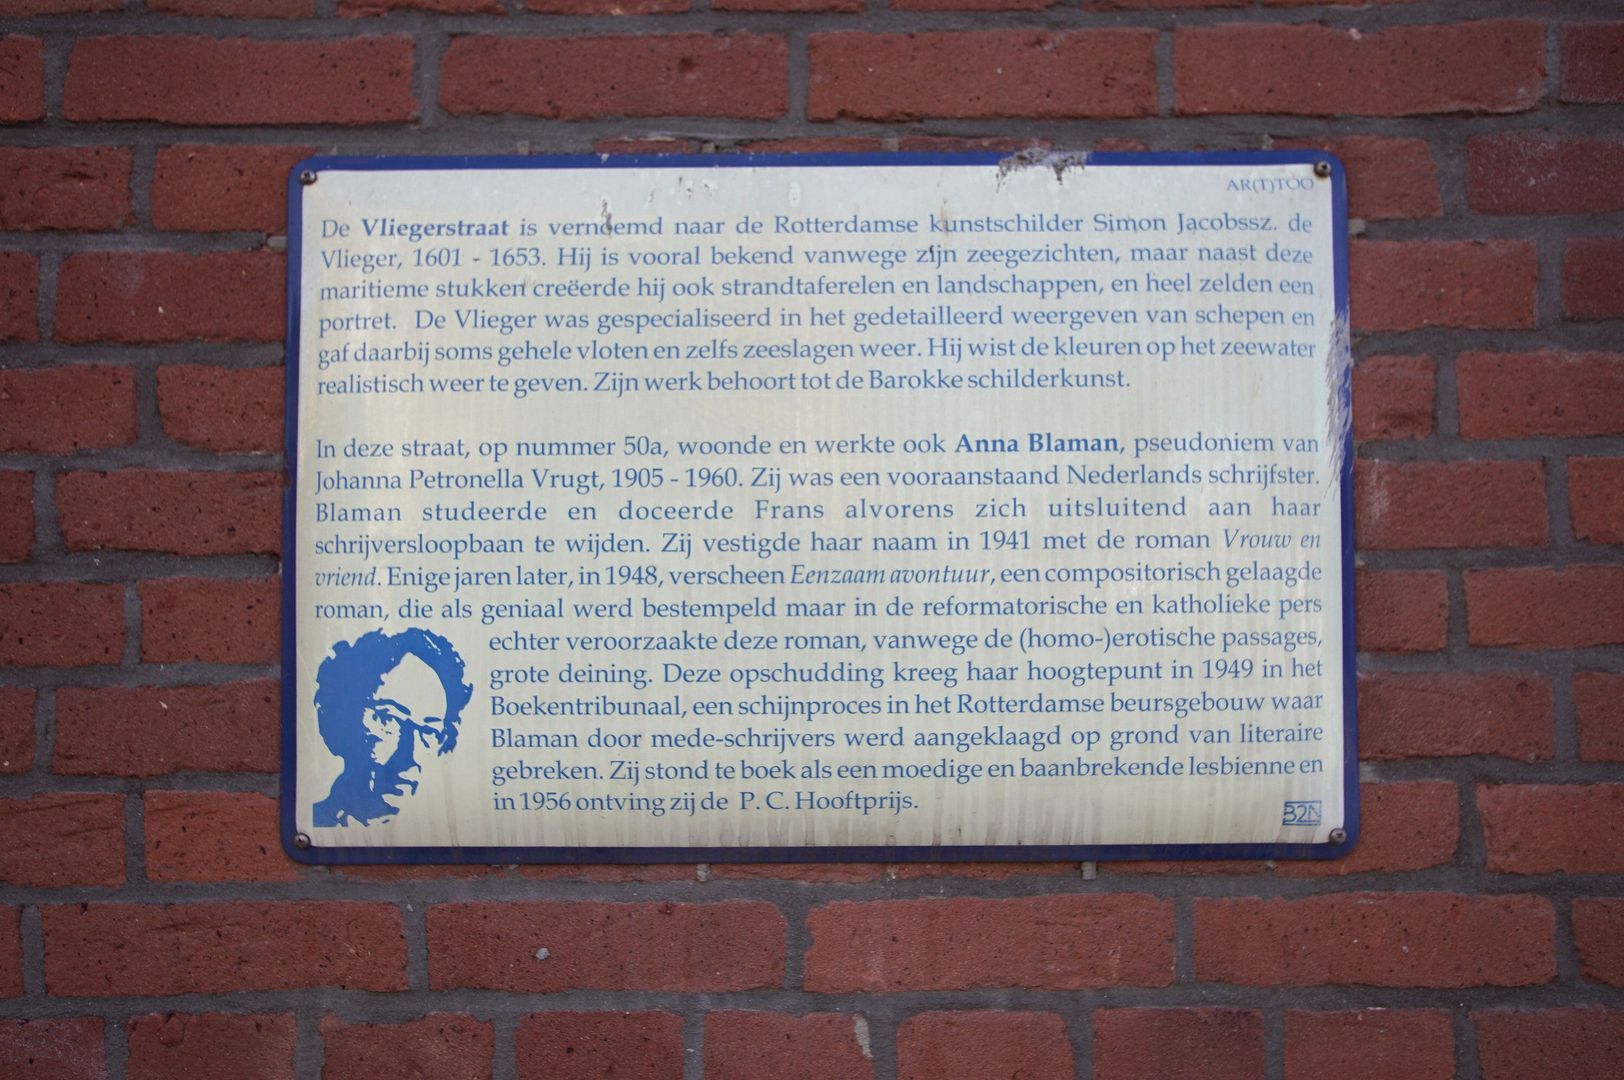 AR(T)TOO
De Vliegerstraat is vernoemd naar de Rotterdamse kunstschilder Simon Jacobssz. de
Vlieger, 1601 - 1653. Hij is vooral bekend vanwege zijn zeegezichten, maar naast deze
maritieme stukken creëerde hij ook strandtaferelen en landschappen, en heel zelden een
portret. De Vlieger was gespecialiseerd in het gedetailleerd weergeven van schepen en
gaf daarbij soms gehele vloten en zelfs zeeslagen weer. Hij wist de kleuren op het zeewater
realistisch weer te geven. Zijn werk behoort tot de Barokke schilderkunst.
In deze straat, op nummer 50a, woonde en werkte ook Anna Blaman, pseudoniem van
Johanna Petronella Vrugt, 1905 - 1960. Zij was een vooraanstaand Nederlands schrijfster.
Blaman studeerde en doceerde Frans alvorens zich uitsluitend aan haar
schrijversloopbaan te wijden. Zij vestigde haar naam in 1941 met de roman Vrouw en
vriend. Enige jaren later, in 1948, verscheen Eenzaam avontuur, een compositorisch gelaagde
roman, die als geniaal werd bestempeld maar in de reformatorische en katholieke pers
echter veroorzaakte deze roman, vanwege de (homo-)erotische passages,
grote deining. Deze opschudding kreeg haar hoogtepunt in 1949 in het
Boekentribunaal, een schijnproces in het Rotterdamse beursgebouw waar
Blaman door mede-schrijvers werd aangeklaagd op grond van literaire
gebreken. Zij stond te boek als een moedige en baanbrekende lesbienne en
in 1956 ontving zij de P. C. Hooftprijs.
B2N